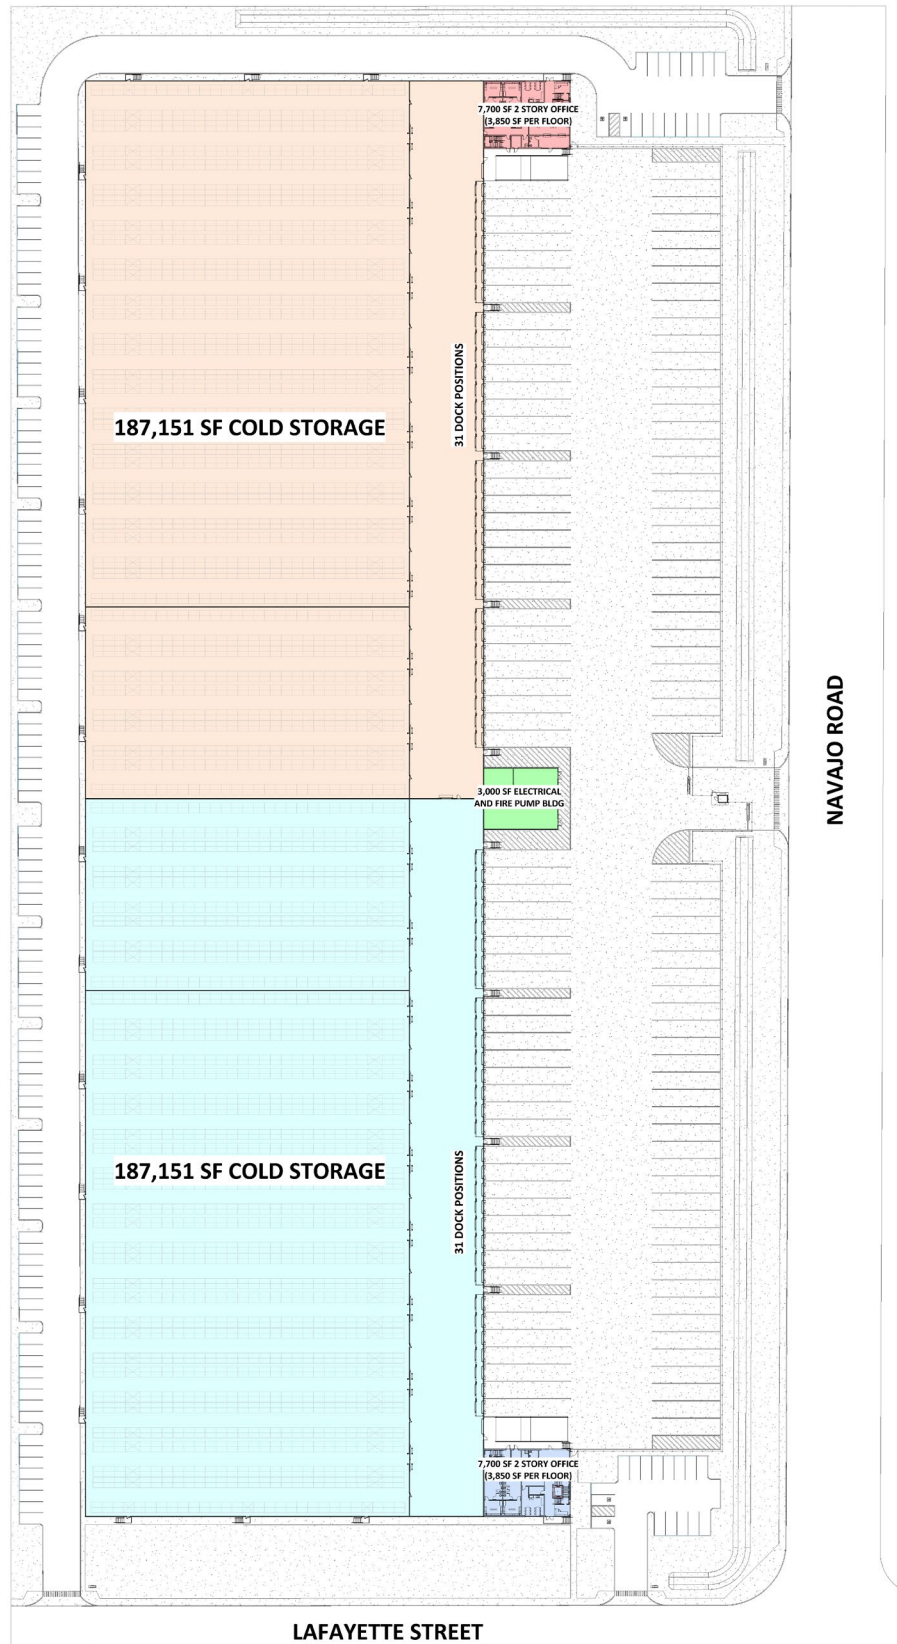 7,700 SF 2 STORY OFFICE
(3,850 SF PER FLOOR)
187,151 SF COLD STORAGE
31 DOCK POSITIONS
NAVAJO ROAD
3,000 SF ELECTRICAL
AND FIRE PUMP BLDG
187,151 SF COLD STORAGE
31 DOCK POSITIONS
7,700 SF 2 STORY OFFICE
(3,850 SF PER FLOOR)
LAFAYETTE STREET